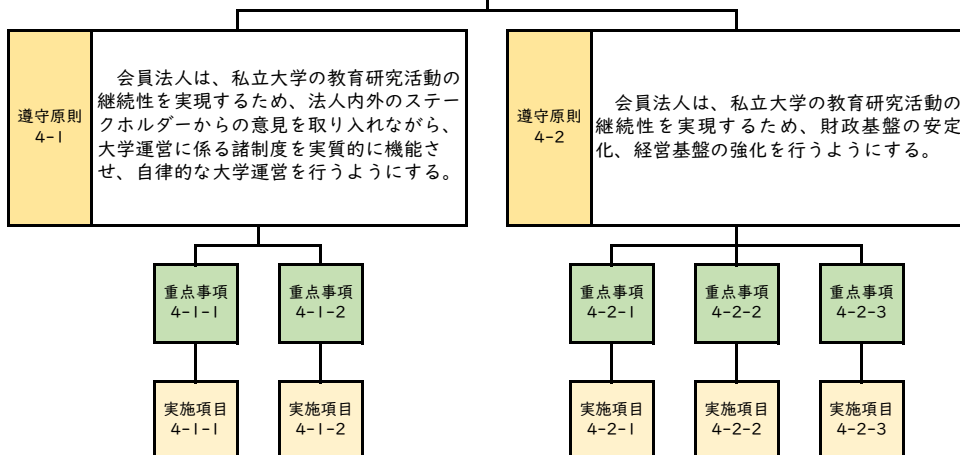 遵守原則
4-1
　会員法人は、私立大学の教育研究活動の
継続性を実現するため、法人内外のステー
クホルダーからの意見を取り入れながら、
大学運営に係る諸制度を実質的に機能さ
せ、自律的な大学運営を行うようにする。
遵守原則
4-2
　会員法人は、私立大学の教育研究活動の
継続性を実現するため、財政基盤の安定
化、経営基盤の強化を行うようにする。
重点事項
4-1-1
重点事項
4-1-2
重点事項
4-2-1
重点事項
4-2-2
重点事項
4-2-3
実施項目
4-1-1
実施項目
4-1-2
実施項目
4-2-1
実施項目
4-2-2
実施項目
4-2-3